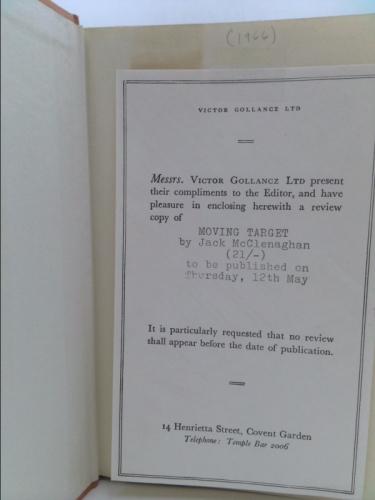 (1966)
VICTOR GOLLANCZ LTD
Messrs. VICTOR GOLLANCZ LTD present
their compliments to the Editor, and have
pleasure in enclosing herewith a review
copy of
MOVING TARGET
by Jack McClenaghan
(21/-)
to be published on
Thursday, 12th May
It is particularly requested that no review
shall appear before the date of publication.
14 Henrietta Street, Covent Garden
Telephone: Temple Bar 2006